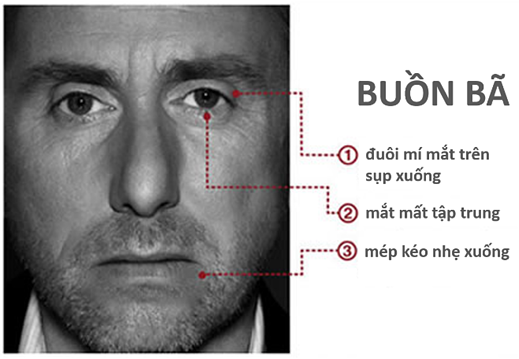 BUỒN BÃ
1 đuôi mí mắt trên
sụp xuống
2 mắt mất tập trung
3 mép kéo nhẹ xuống